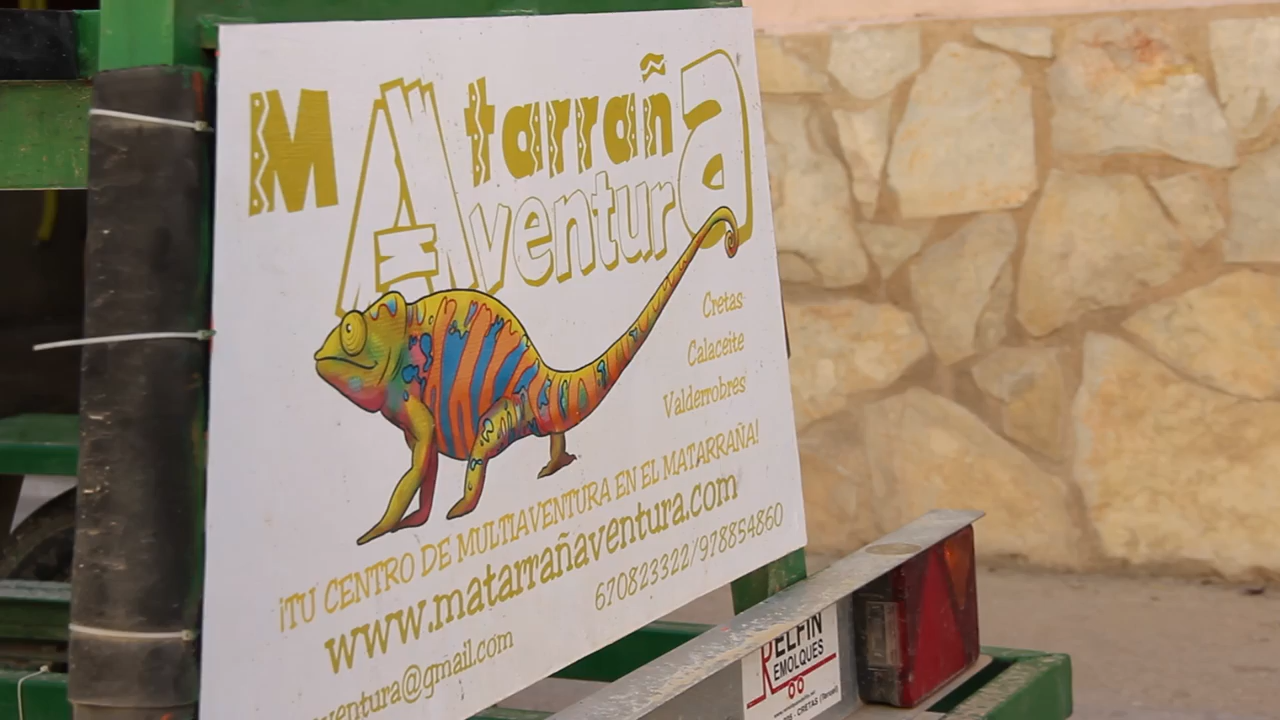 MAtarraña
Aventura
Cretas
Calaceite
Valderrobres
¡TU CENTRO DE MULTIAVENTURA EN EL MATARRAÑA!
www.matarrañaventura.com
670823322/978854860
ventura@gmail.com
RELFIN
REMOLQUES
CRETAS (Teruel)